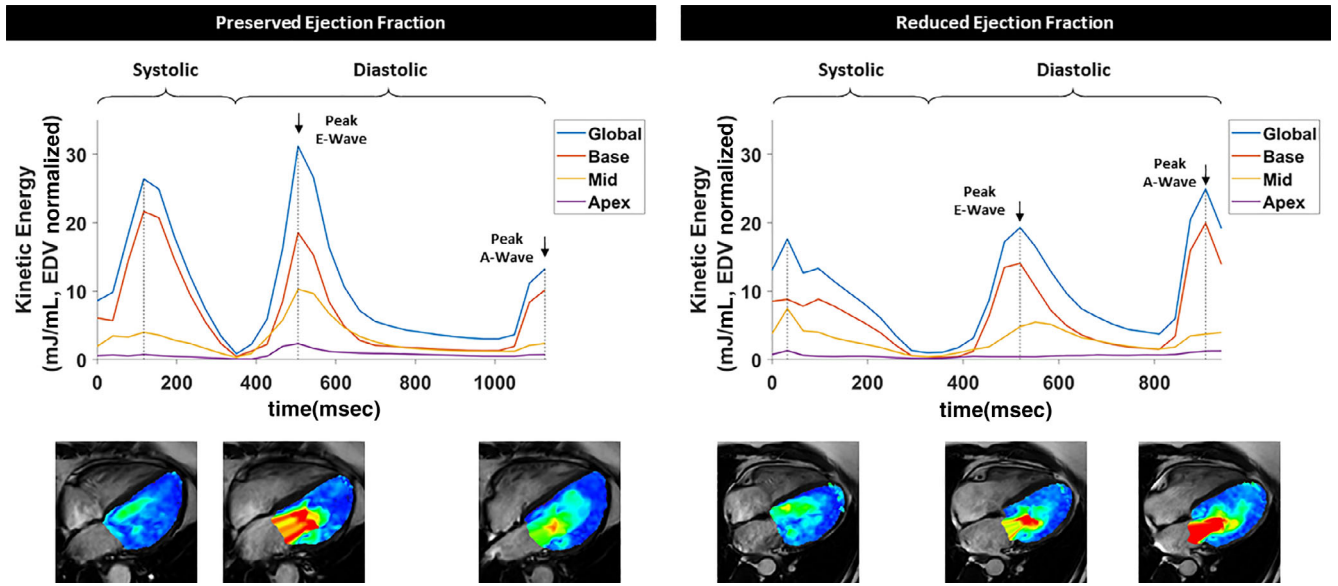 Preserved Ejection Fraction
Systolic
Diastolic
Peak
E-Wave
Peak
A-Wave
Global
Base
Mid
Apex
Kinetic Energy
(mJ/mL, EDV normalized)
30
20
10
0
0
200
400
600
800
1000
time(msec)
Reduced Ejection Fraction
Systolic
Diastolic
Peak
E-Wave
Peak
A-Wave
Global
Base
Mid
Apex
Kinetic Energy
(mJ/mL, EDV normalized)
30
20
10
0
0
200
400
600
800
time(msec)